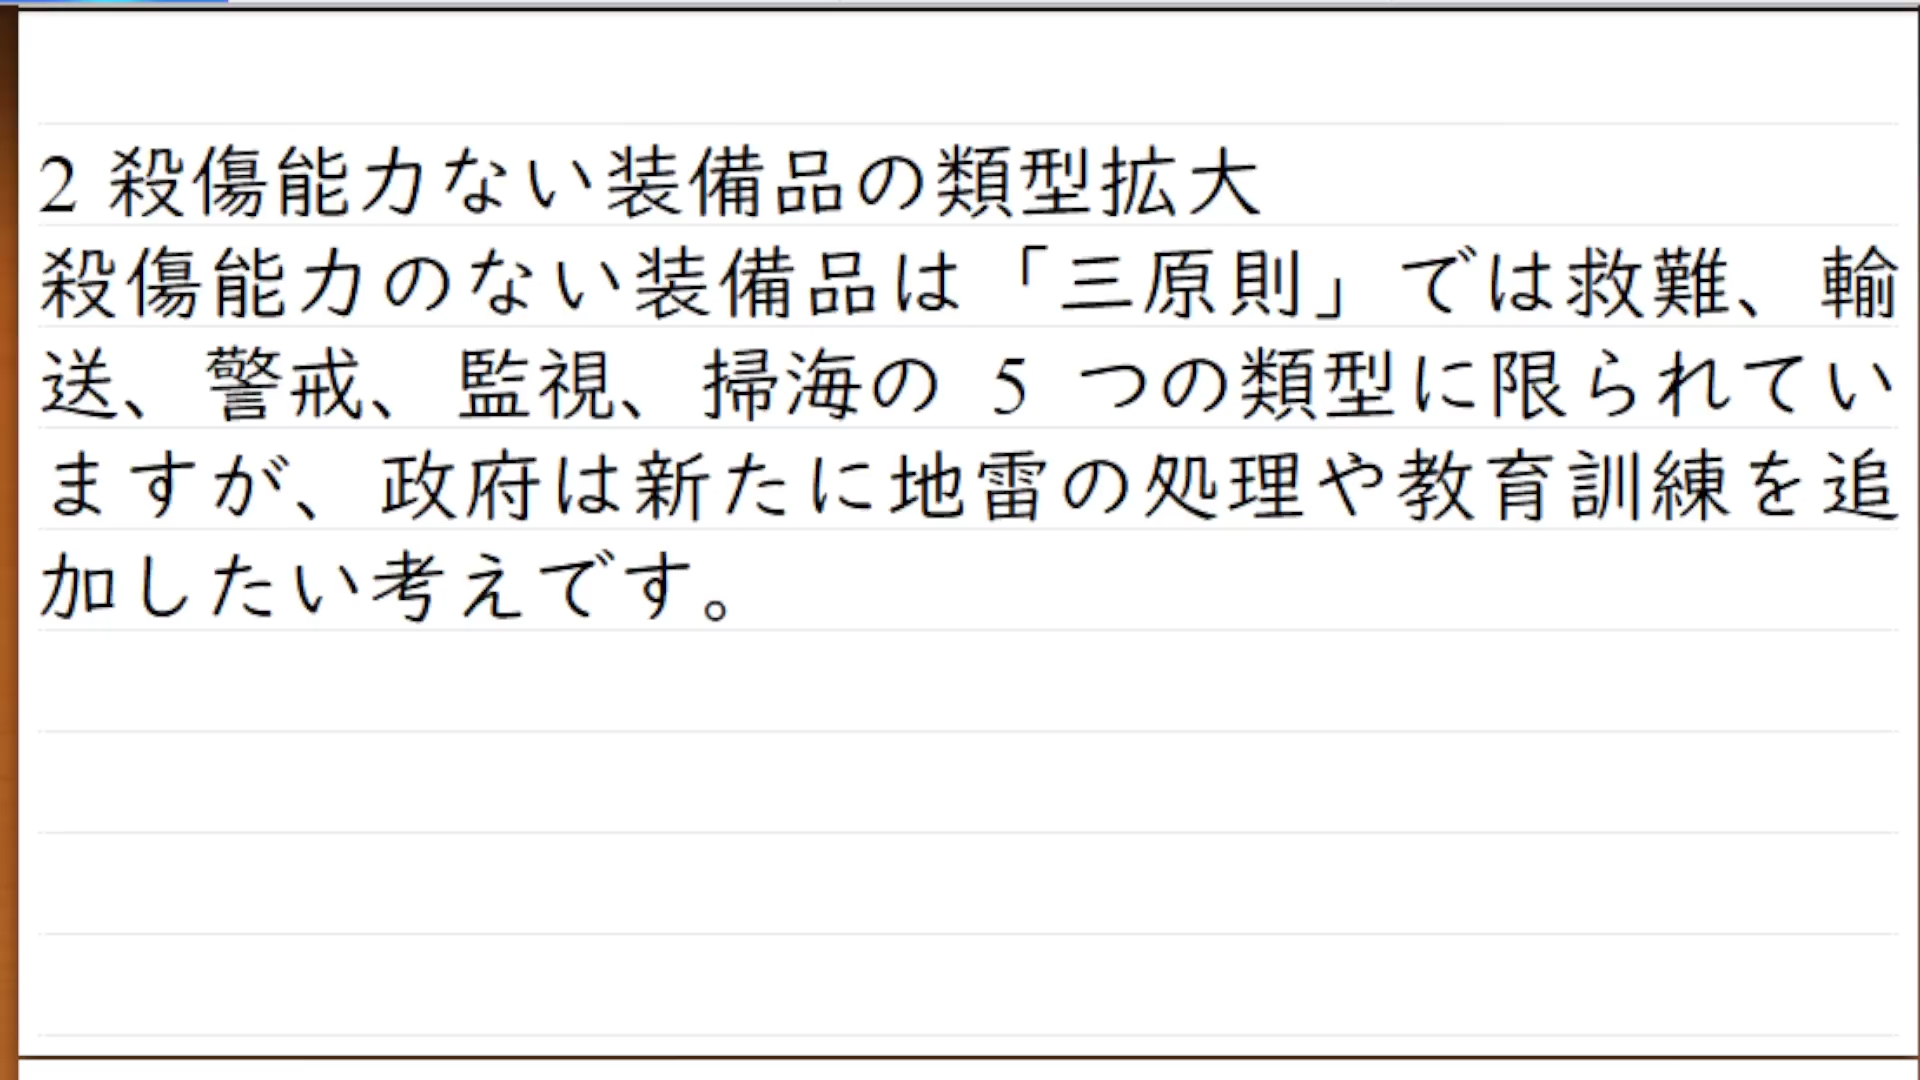 2 殺傷能力ない装備品の類型拡大
殺傷能力のない装備品は「三原則」では救難、輸
送、警戒、監視、掃海の 5 つの類型に限られてい
ますが、政府は新たに地雷の処理や教育訓練を追
加したい考えです。